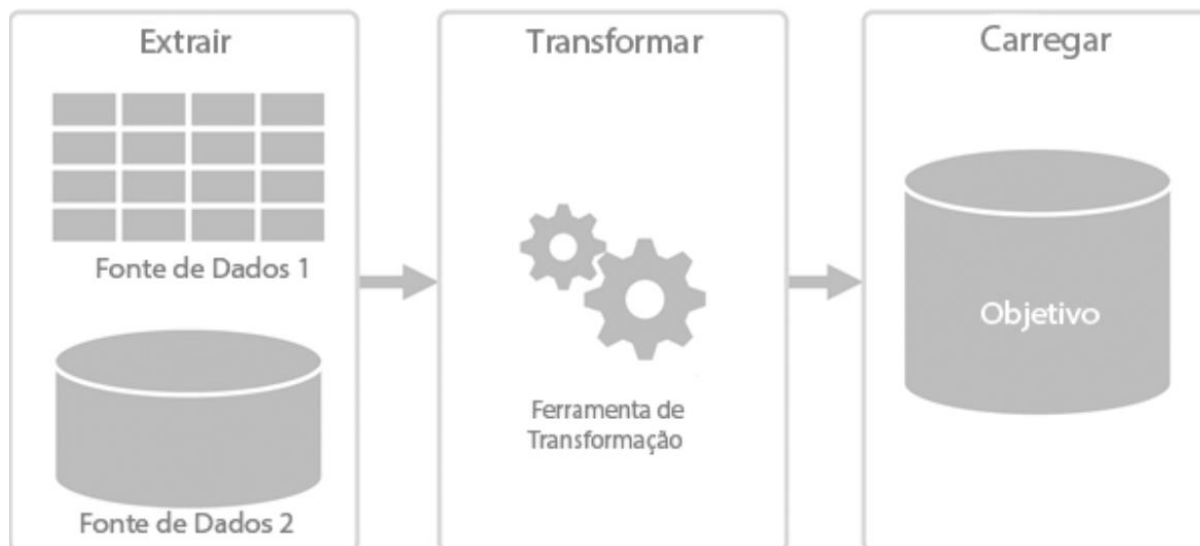 Extrair
Fonte de Dados 1
Fonte de Dados 2
Transformar
Ferramenta de
Transformação
Carregar
Objetivo